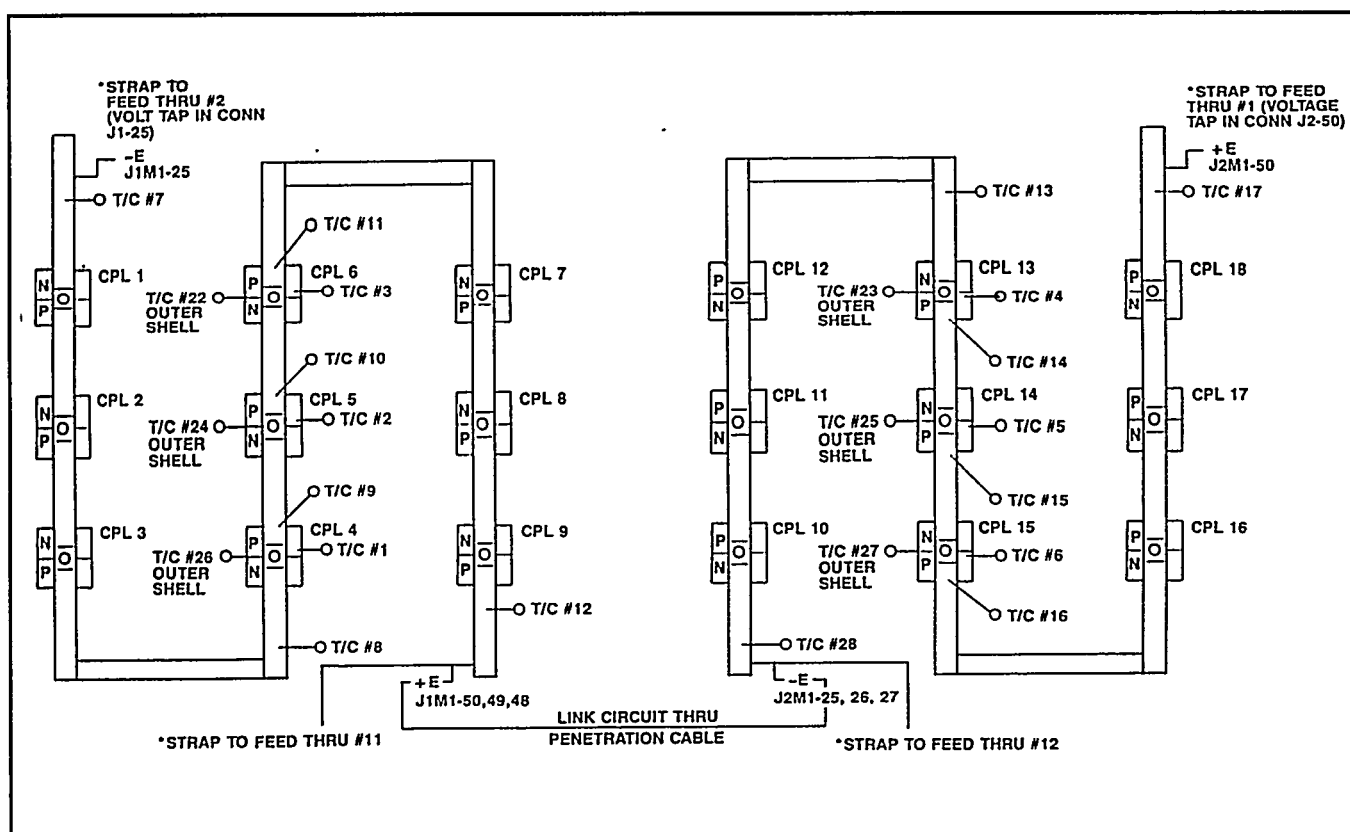 *STRAP TO
FEED THRU #2
(VOLT TAP IN CONN
J1-25)
-E
J1M1-25
T/C #7
CPL 1
N
P
O
CPL 2
N
P
O
CPL 3
N
P
O
T/C #11
CPL 6
P
N
O
T/C #3
T/C #22
OUTER
SHELL
T/C #10
CPL 5
P
N
O
T/C #2
T/C #24
OUTER
SHELL
T/C #9
CPL 4
P
N
O
T/C #1
T/C #26
OUTER
SHELL
T/C #8
CPL 7
N
P
O
CPL 8
N
P
O
CPL 9
N
P
O
T/C #12
+E
J1M1-50,49,48
*STRAP TO FEED THRU #11
LINK CIRCUIT THRU
PENETRATION CABLE
CPL 12
P
N
O
CPL 11
P
N
O
CPL 10
P
N
O
T/C #28
-E
J2M1-25, 26, 27
*STRAP TO FEED THRU #12
T/C #13
CPL 13
N
P
O
T/C #4
T/C #23
OUTER
SHELL
T/C #14
CPL 14
N
P
O
T/C #5
T/C #25
OUTER
SHELL
T/C #15
CPL 15
N
P
O
T/C #6
T/C #27
OUTER
SHELL
T/C #16
*STRAP TO FEED
THRU #1 (VOLTAGE
TAP IN CONN J2-50)
+E
J2M1-50
T/C #17
CPL 18
P
N
O
CPL 17
P
N
O
CPL 16
P
N
O